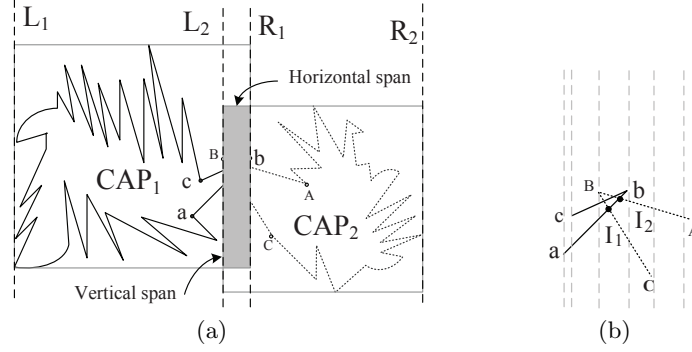 L1 L2 R1 R2
Horizontal span
B b
c CAP1 A
a CAP2
C
Vertical span
(a)
B b
c I1 I2 A
a
C
(b)